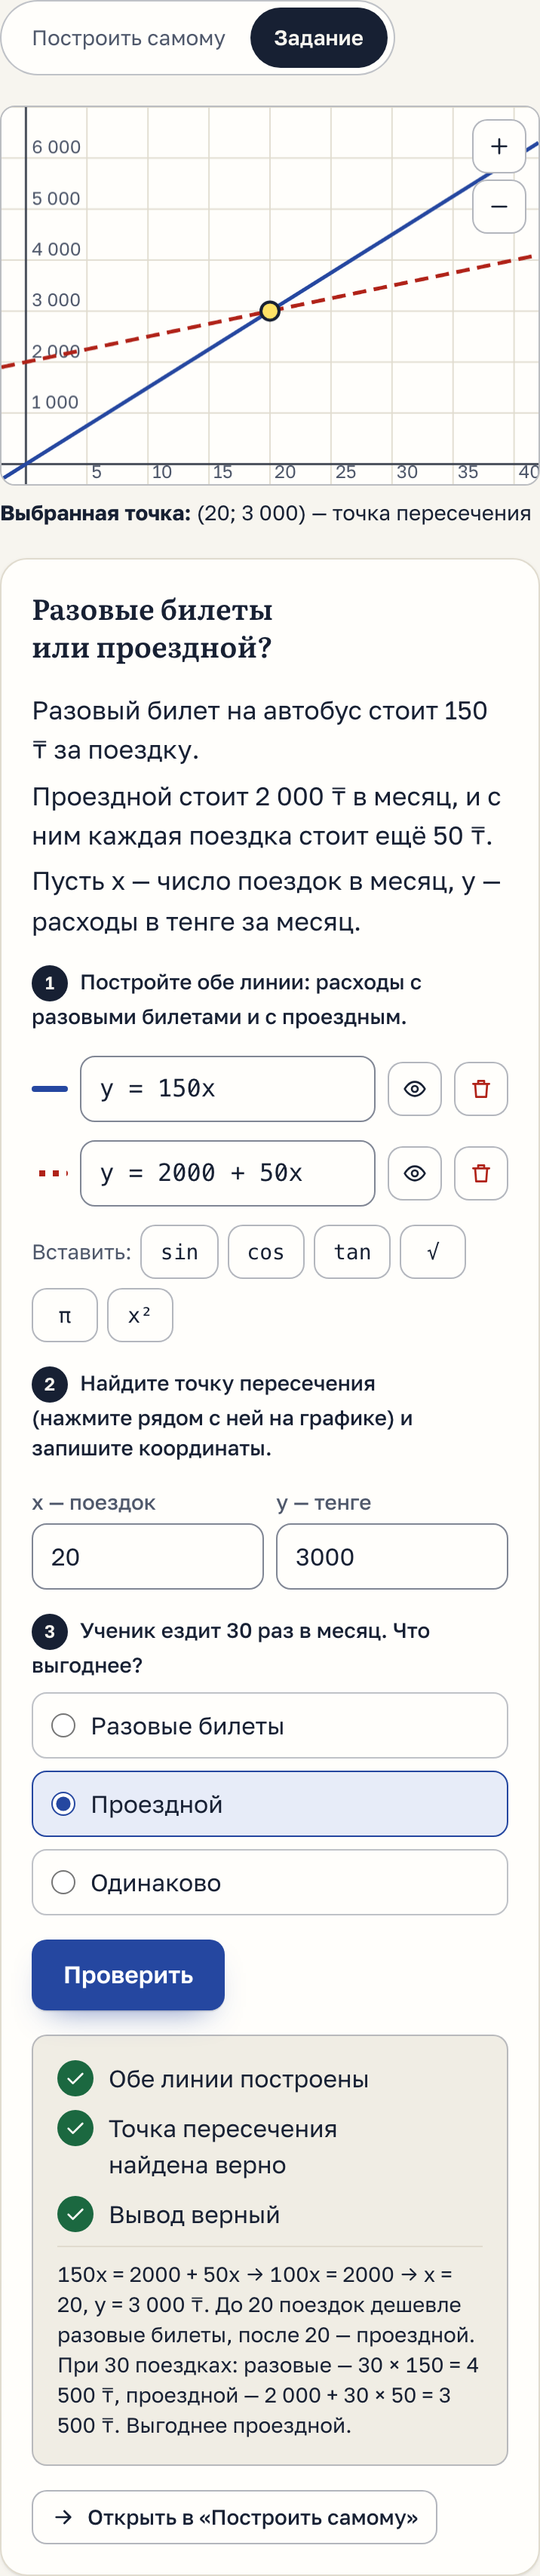 Построить самому
Задание
6 000
5 000
4 000
3 000
2 000
1 000
5 10 15 20 25 30 35 40
+
−
Выбранная точка: (20; 3 000) — точка пересечения
Разовые билеты
или проездной?
Разовый билет на автобус стоит 150
₸ за поездку.
Проездной стоит 2 000 ₸ в месяц, и с
ним каждая поездка стоит ещё 50 ₸.
Пусть x — число поездок в месяц, y —
расходы в тенге за месяц.
1 Постройте обе линии: расходы с
разовыми билетами и с проездным.
y = 150x
y = 2000 + 50x
Вставить: sin cos tan √
π x²
2 Найдите точку пересечения
(нажмите рядом с ней на графике) и
запишите координаты.
x — поездок y — тенге
20 3000
3 Ученик ездит 30 раз в месяц. Что
выгоднее?
Разовые билеты
Проездной
Одинаково
Проверить
Обе линии построены
Точка пересечения
найдена верно
Вывод верный
150x = 2000 + 50x → 100x = 2000 → x =
20, y = 3 000 ₸. До 20 поездок дешевле
разовые билеты, после 20 — проездной.
При 30 поездках: разовые — 30 × 150 = 4
500 ₸, проездной — 2 000 + 30 × 50 = 3
500 ₸. Выгоднее проездной.
→ Открыть в «Построить самому»